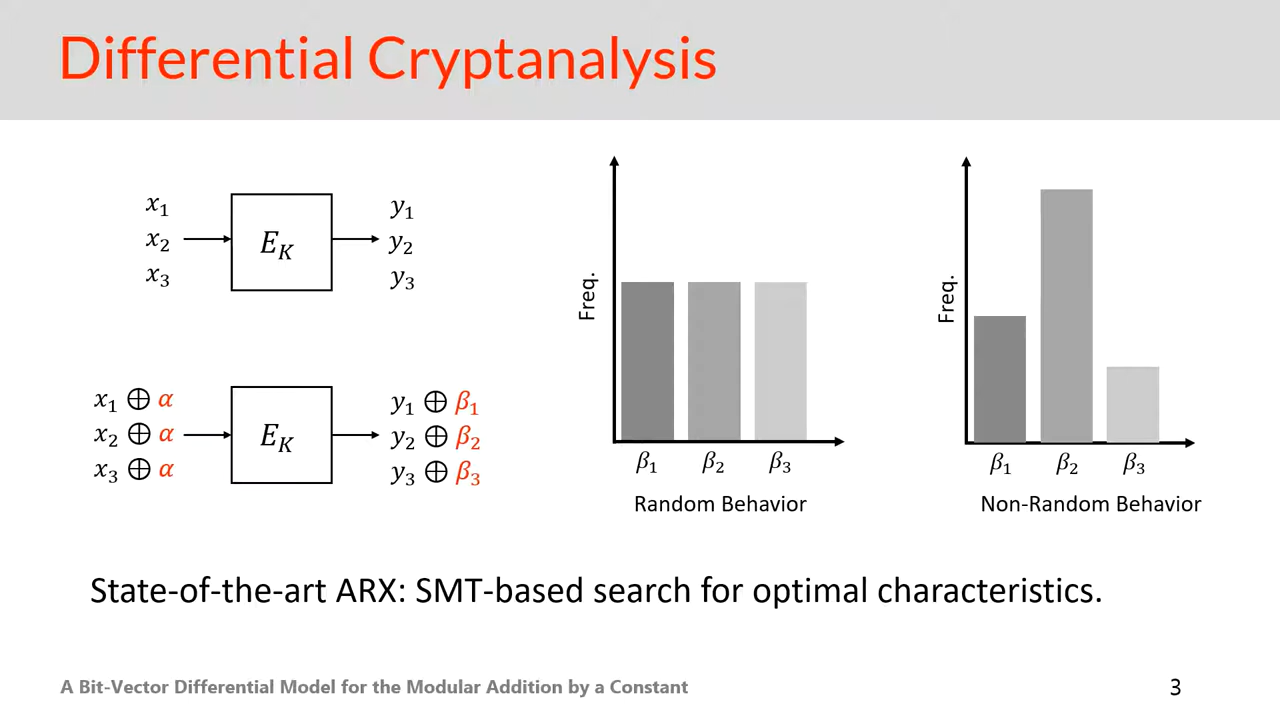 Differential Cryptanalysis
x₁
x₂
x₃
E_K
y₁
y₂
y₃
x₁ ⊕ α
x₂ ⊕ α
x₃ ⊕ α
E_K
y₁ ⊕ β₁
y₂ ⊕ β₂
y₃ ⊕ β₃
Freq.
β₁ β₂ β₃
Random Behavior
Freq.
β₁ β₂ β₃
Non-Random Behavior
State-of-the-art ARX: SMT-based search for optimal characteristics.
A Bit-Vector Differential Model for the Modular Addition by a Constant
3